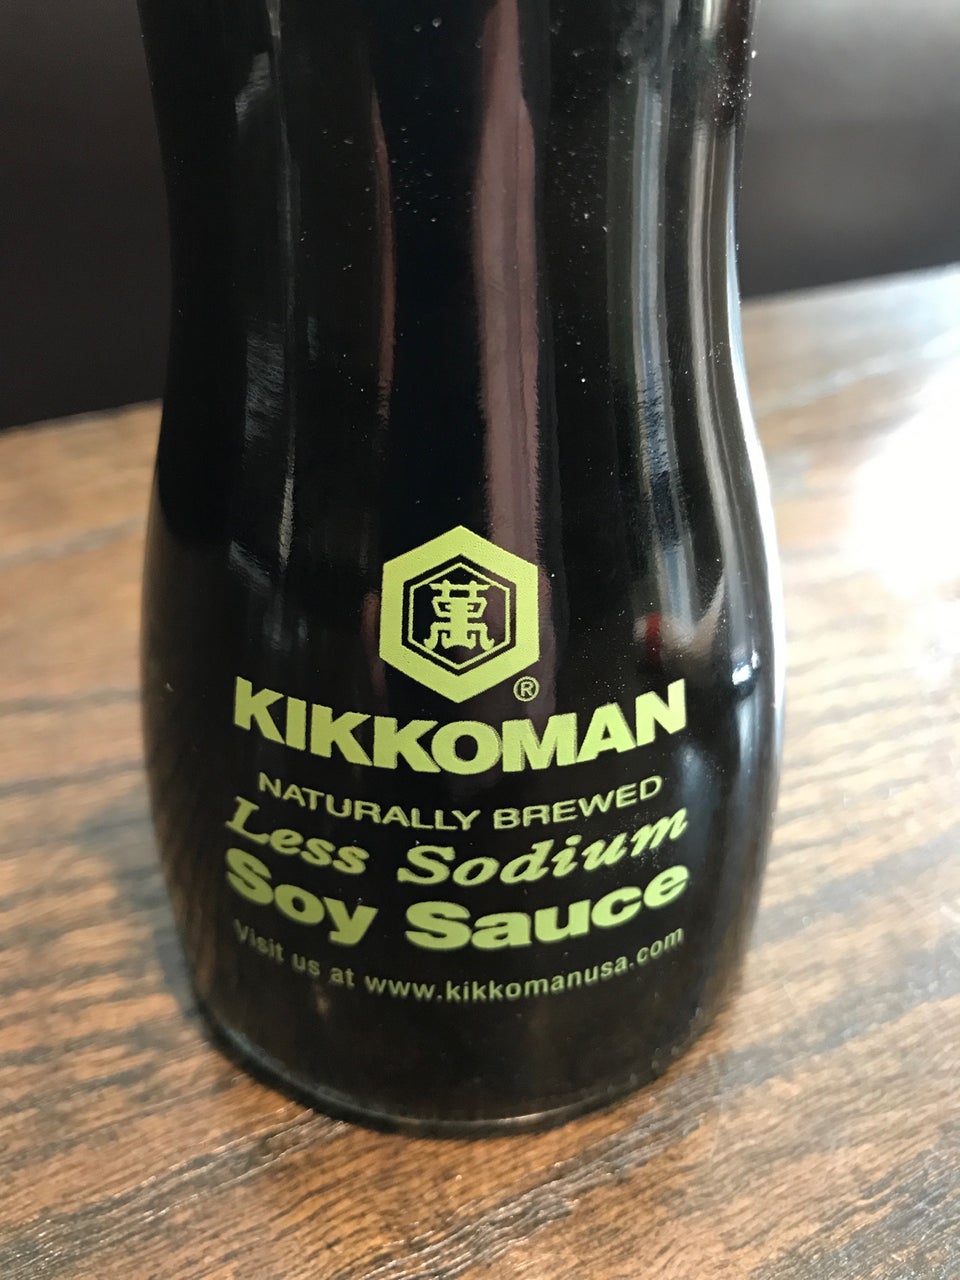 萬
®
KIKKOMAN
NATURALLY BREWED
Less Sodium
Soy Sauce
Visit us at www.kikkomanusa.com